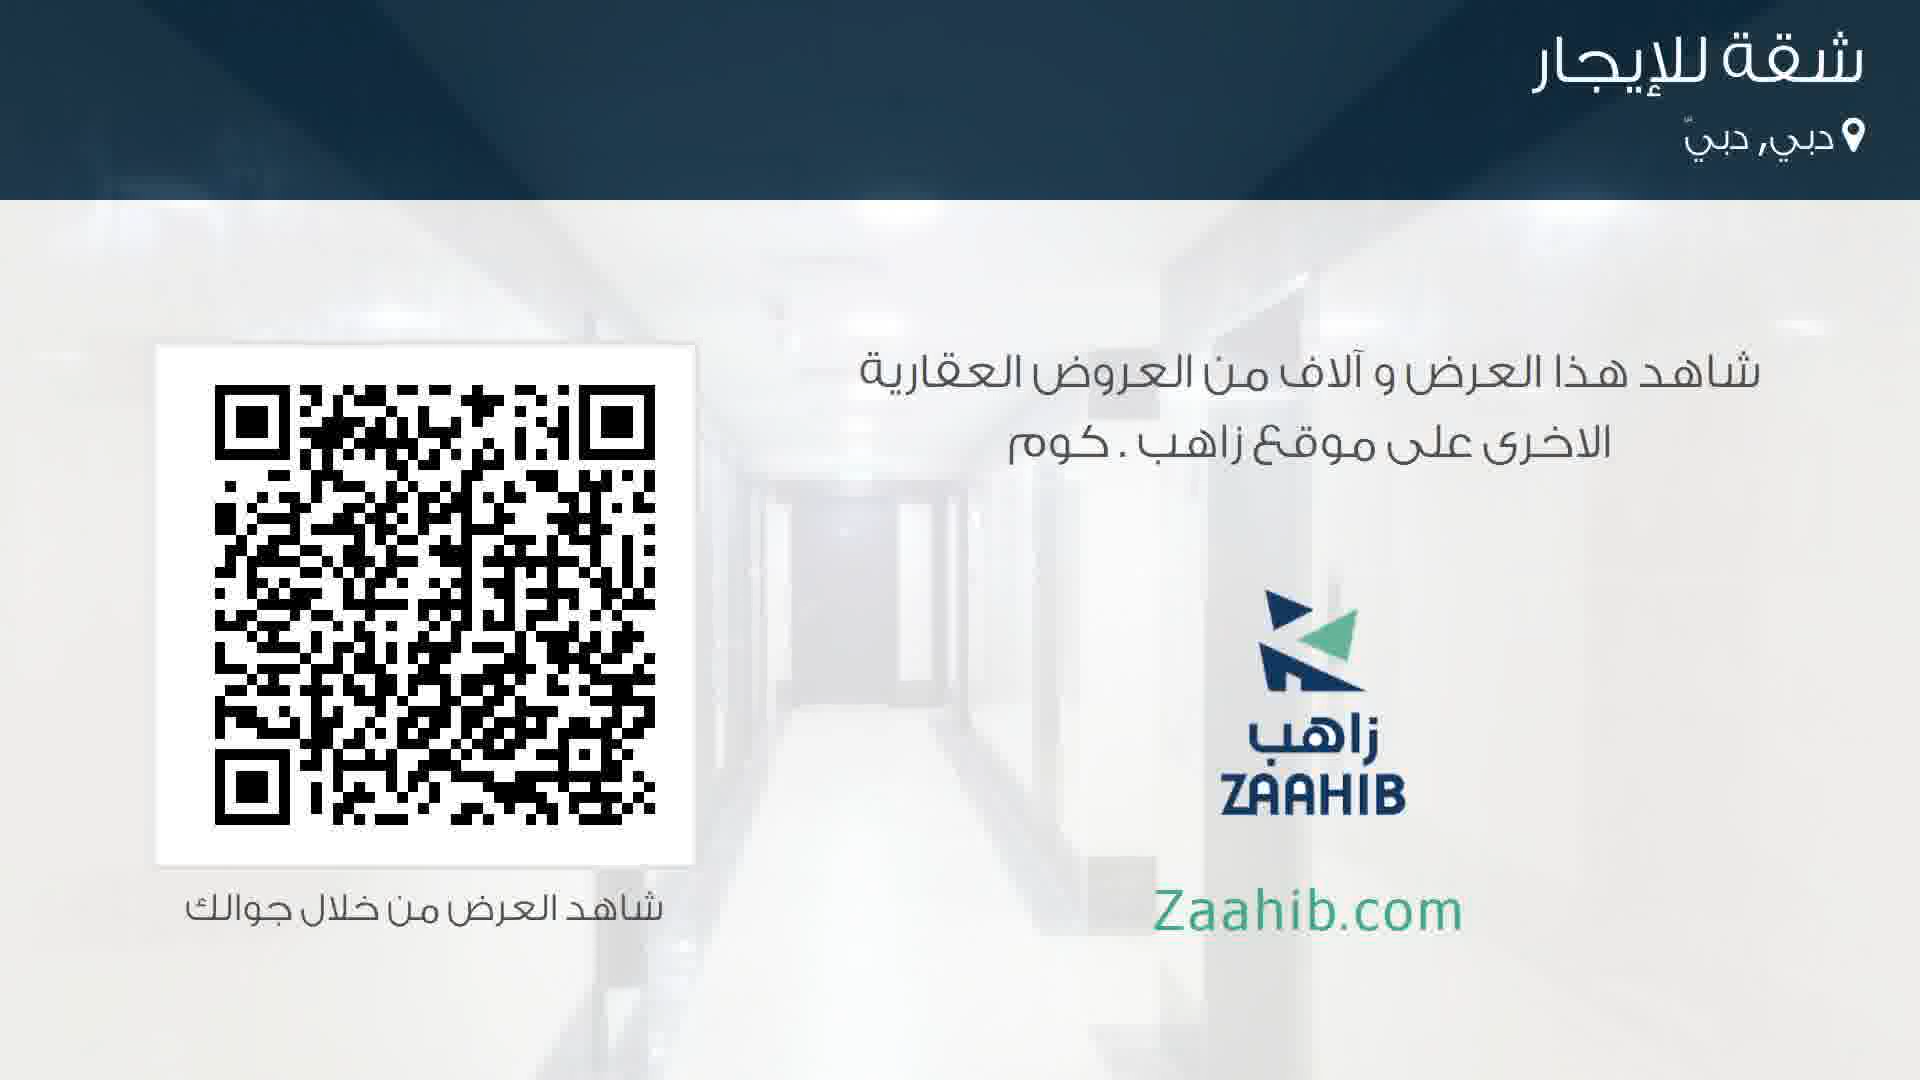 شقة للإيجار
دبي, دبيّ
شاهد هذا العرض و آلاف من العروض العقارية
الاخرى على موقع زاهب . كوم
زاهب
ZAAHIB
Zaahib.com
شاهد العرض من خلال جوالك